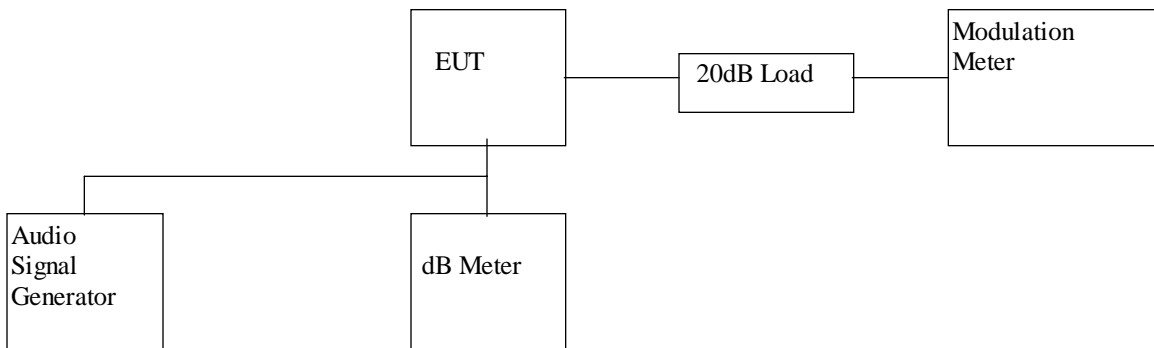 EUT
20dB Load
Modulation
Meter
Audio
Signal
Generator
dB Meter